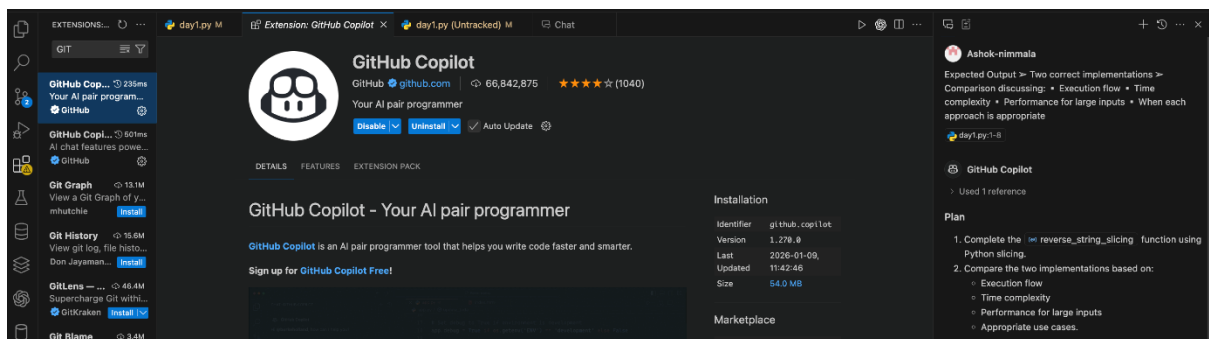 EXTENSIONS:...
GIT
GitHub Cop... 235ms
Your AI pair program...
GitHub
GitHub Copi... 501ms
AI chat features powe...
GitHub
Git Graph 13.1M
View a Git Graph of y...
mhutchie Install
Git History 15.6M
View git log, file histo...
Don Jayaman... Install
GitLens — ... 46.4M
Supercharge Git withi...
GitKraken Install
Git Blame 3.4M
2
day1.py M
Extension: GitHub Copilot
day1.py (Untracked) M
Chat
GitHub Copilot
GitHub github.com 66,842,875 (1040)
Your AI pair programmer
Disable Uninstall Auto Update
DETAILS FEATURES EXTENSION PACK
GitHub Copilot - Your AI pair programmer
GitHub Copilot is an AI pair programmer tool that helps you write code faster and smarter.
Sign up for GitHub Copilot Free!
Installation
Identifier github.copilot
Version 1.270.0
Last Updated 2026-01-09, 11:42:46
Size 54.0 MB
Marketplace
Ashok-nimmala
Expected Output ➢ Two correct implementations ➢
Comparison discussing: • Execution flow • Time
complexity • Performance for large inputs • When each
approach is appropriate
day1.py:1-8
GitHub Copilot
Used 1 reference
Plan
1. Complete the reverse_string_slicing function using
Python slicing.
2. Compare the two implementations based on:
Execution flow
Time complexity
Performance for large inputs
Appropriate use cases.